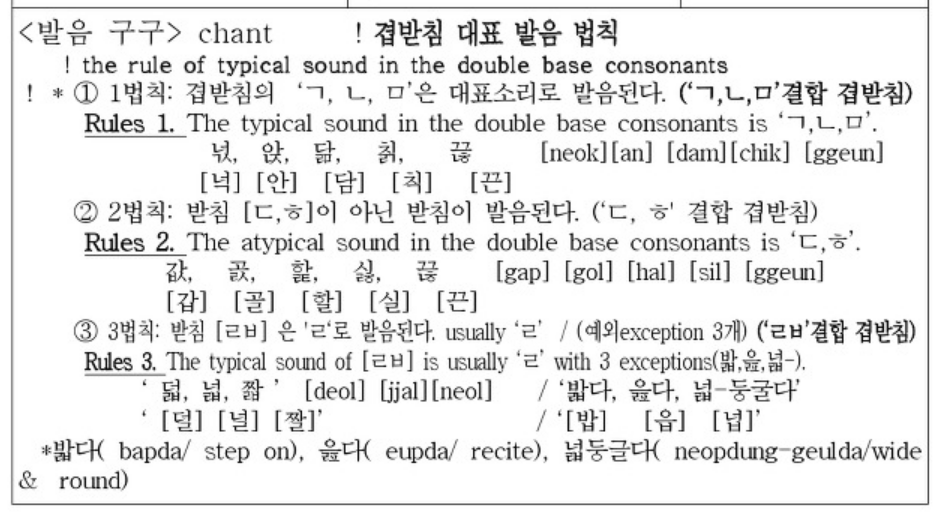 <발음 구구> chant ! 겹받침 대표 발음 법칙
! the rule of typical sound in the double base consonants
! * ① 1법칙: 겹받침의 'ㄱ, ㄴ, ㅁ'은 대표소리로 발음된다. ('ㄱ,ㄴ,ㅁ'결합 겹받침)
Rules 1. The typical sound in the double base consonants is 'ㄱ,ㄴ,ㅁ'.
넋, 앉, 닮, 칡, 끊 [neok][an] [dam][chik] [ggeun]
[넉] [안] [담] [칙] [끈]
② 2법칙: 받침 [ㄷ,ㅎ]이 아닌 받침이 발음된다. ('ㄷ, ㅎ' 결합 겹받침)
Rules 2. The atypical sound in the double base consonants is 'ㄷ,ㅎ'.
값, 곬, 핥, 싫, 끊 [gap] [gol] [hal] [sil] [ggeun]
[갑] [골] [할] [실] [끈]
③ 3법칙: 받침 [ㄹㅂ] 은 'ㄹ'로 발음된다. usually 'ㄹ' / (예외exception 3개) ('ㄹㅂ'결합 겹받침)
Rules 3. The typical sound of [ㄹㅂ] is usually 'ㄹ' with 3 exceptions(밟,읊,넓-).
' 덟, 넓, 짧 ' [deol] [jjal][neol] / '밟다, 읊다, 넓-둥굴다'
' [덜] [널] [짤]' / '[밥] [읍] [넙]'
*밟다( bapda/ step on), 읊다( eupda/ recite), 넓둥글다( neopdung-geulda/wide
& round)